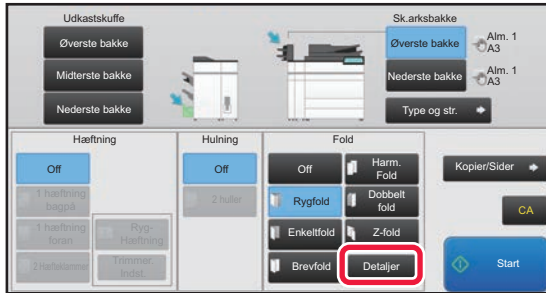 Udkastskuffe
Sk.arksbakke
Øverste bakke
Midterste bakke
Nederste bakke
Øverste bakke
Alm. 1
A3
Nederste bakke
Alm. 1
A3
Type og str.
Hæftning
Off
1 hæftning
bagpå
1 hæftning
foran
2 Hæfteklammer
Ryg-
Hæftning
Trimmer.
Indst.
Hulning
Off
2 huller
Fold
Off
Harm.
Fold
Rygfold
Dobbelt
fold
Enkeltfold
Z-fold
Brevfold
Detaljer
Kopier/Sider
CA
Start